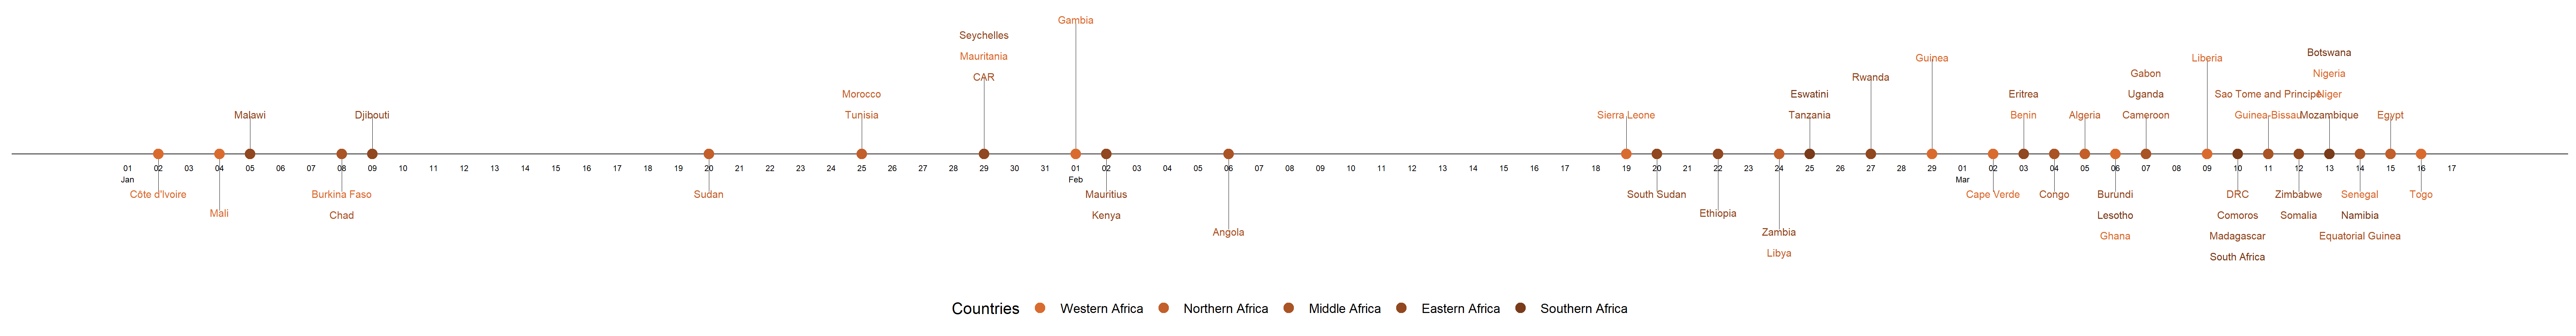 Gambia
Seychelles
Mauritania
CAR
Botswana
Guinea
Liberia
Rwanda
Gabon
Nigeria
Morocco
Eswatini
Eritrea
Uganda
Sao Tome and Principe
Niger
Malawi
Djibouti
Tunisia
Sierra Leone
Tanzania
Benin
Algeria
Cameroon
Guinea-Bissau
Mozambique
Egypt
01 02 03 04 05 06 07 08 09 10 11 12 13 14 15 16 17 18 19 20 21 22 23 24 25 26 27 28 29 30 31 01 02 03 04 05 06 07 08 09 10 11 12 13 14 15 16 17 18 19 20 21 22 23 24 25 26 27 28 29 01 02 03 04 05 06 07 08 09 10 11 12 13 14 15 16 17
Jan Feb Mar
Côte d'Ivoire
Burkina Faso
Sudan
Mauritius
South Sudan
Cape Verde
Congo
Burundi
DRC
Zimbabwe
Senegal
Togo
Mali
Chad
Kenya
Ethiopia
Lesotho
Comoros
Somalia
Namibia
Angola
Zambia
Ghana
Madagascar
Equatorial Guinea
Libya
South Africa
Countries Western Africa Northern Africa Middle Africa Eastern Africa Southern Africa